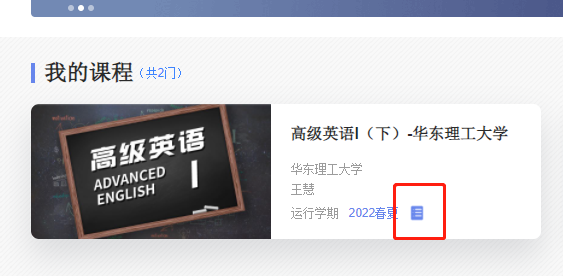 我的课程（共2门）
高级英语
I
ADVANCED
ENGLISH
高级英语I（下）-华东理工大学
华东理工大学
王慧
运行学期 2022春夏